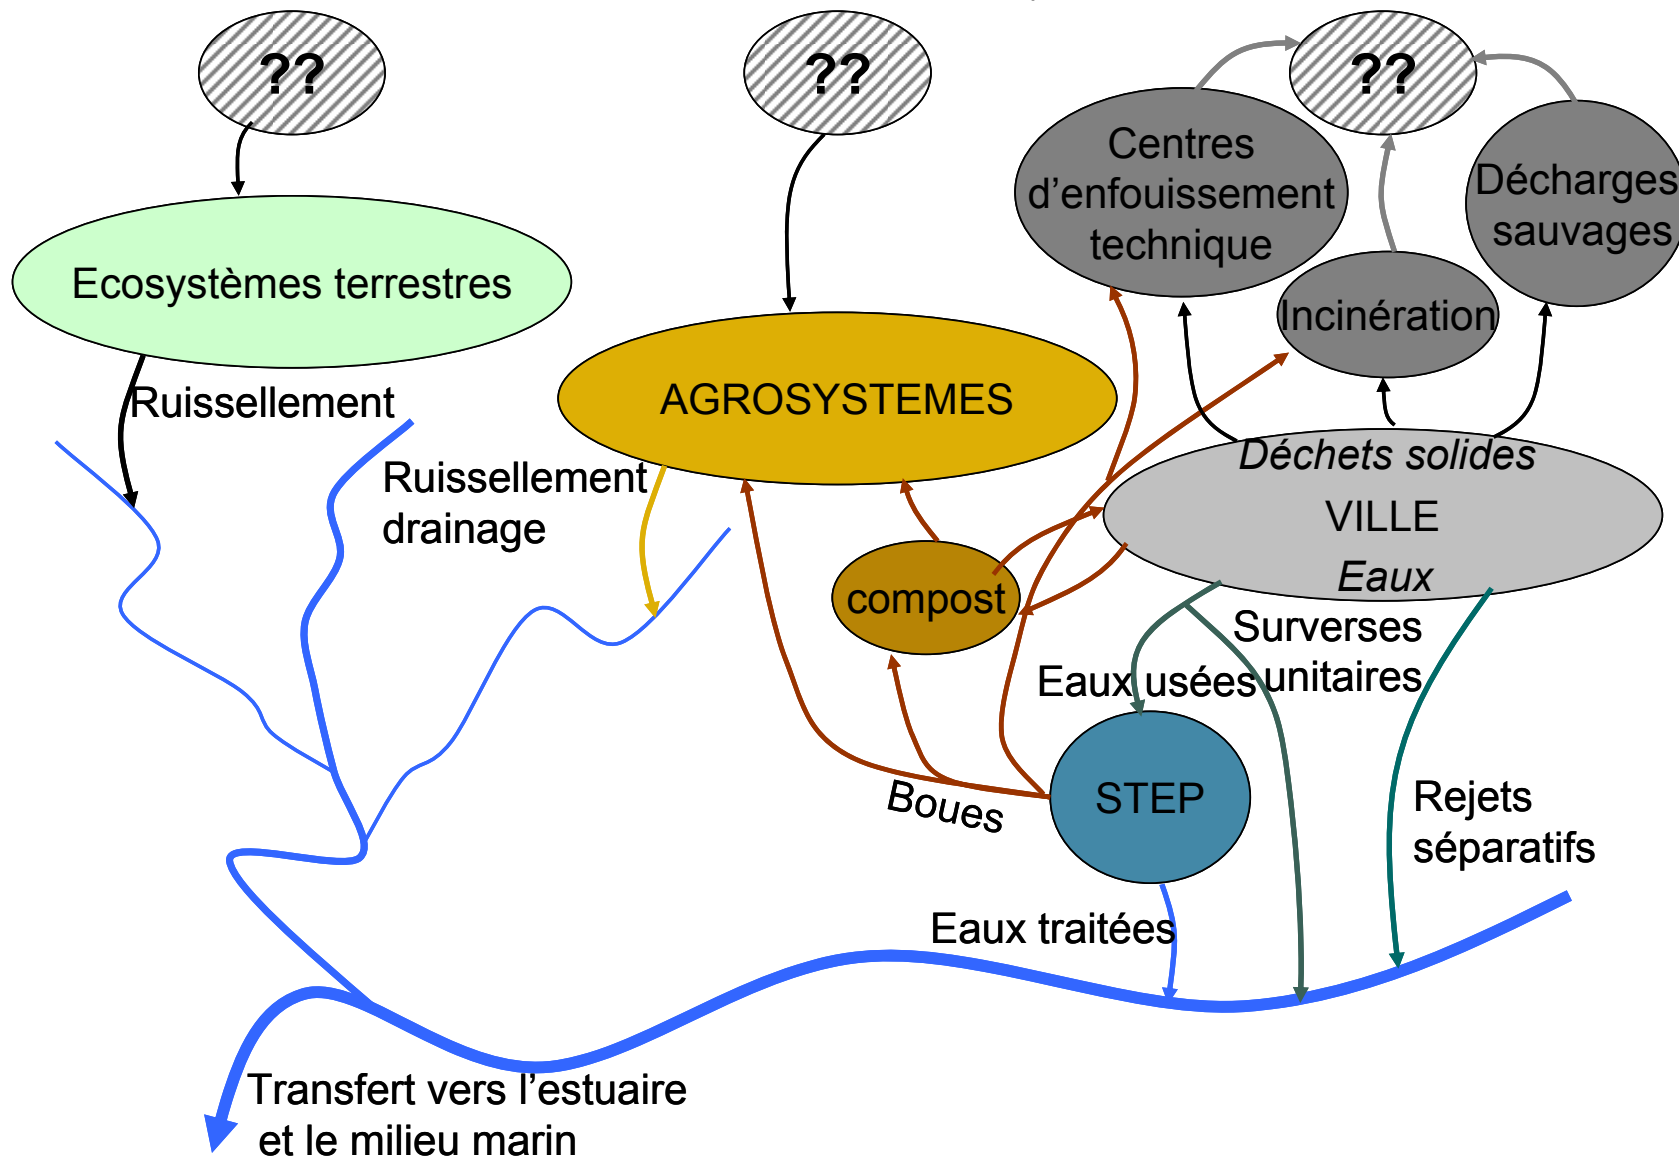 ??
??
??
Centres
d'enfouissement
technique
Décharges
sauvages
Ecosystèmes terrestres
Incinération
Ruissellement
AGROSYSTEMES
Déchets solides
VILLE
Eaux
Ruissellement
drainage
compost
Surverses
unitaires
Eaux usées
STEP
Boues
Rejets
séparatifs
Eaux traitées
Transfert vers l'estuaire
et le milieu marin